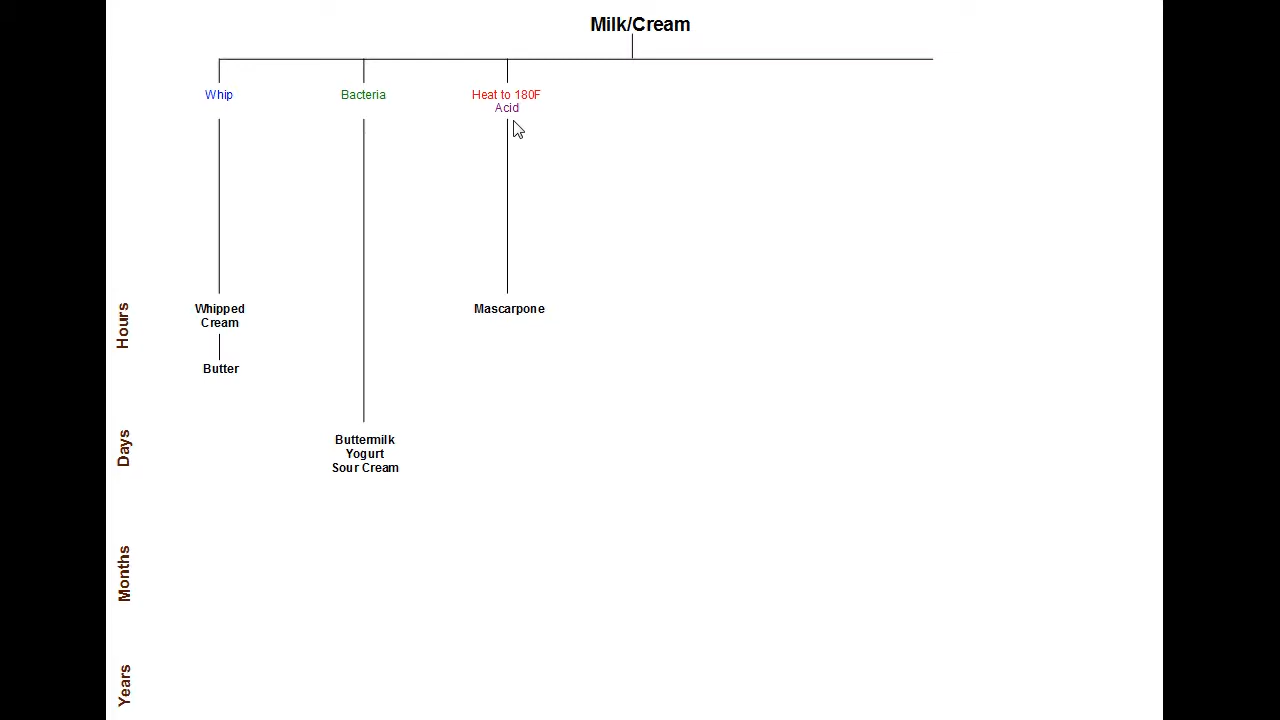 Milk/Cream
Whip
Bacteria
Heat to 180F
Acid
Hours
Whipped
Cream
Mascarpone
Butter
Days
Buttermilk
Yogurt
Sour Cream
Months
Years